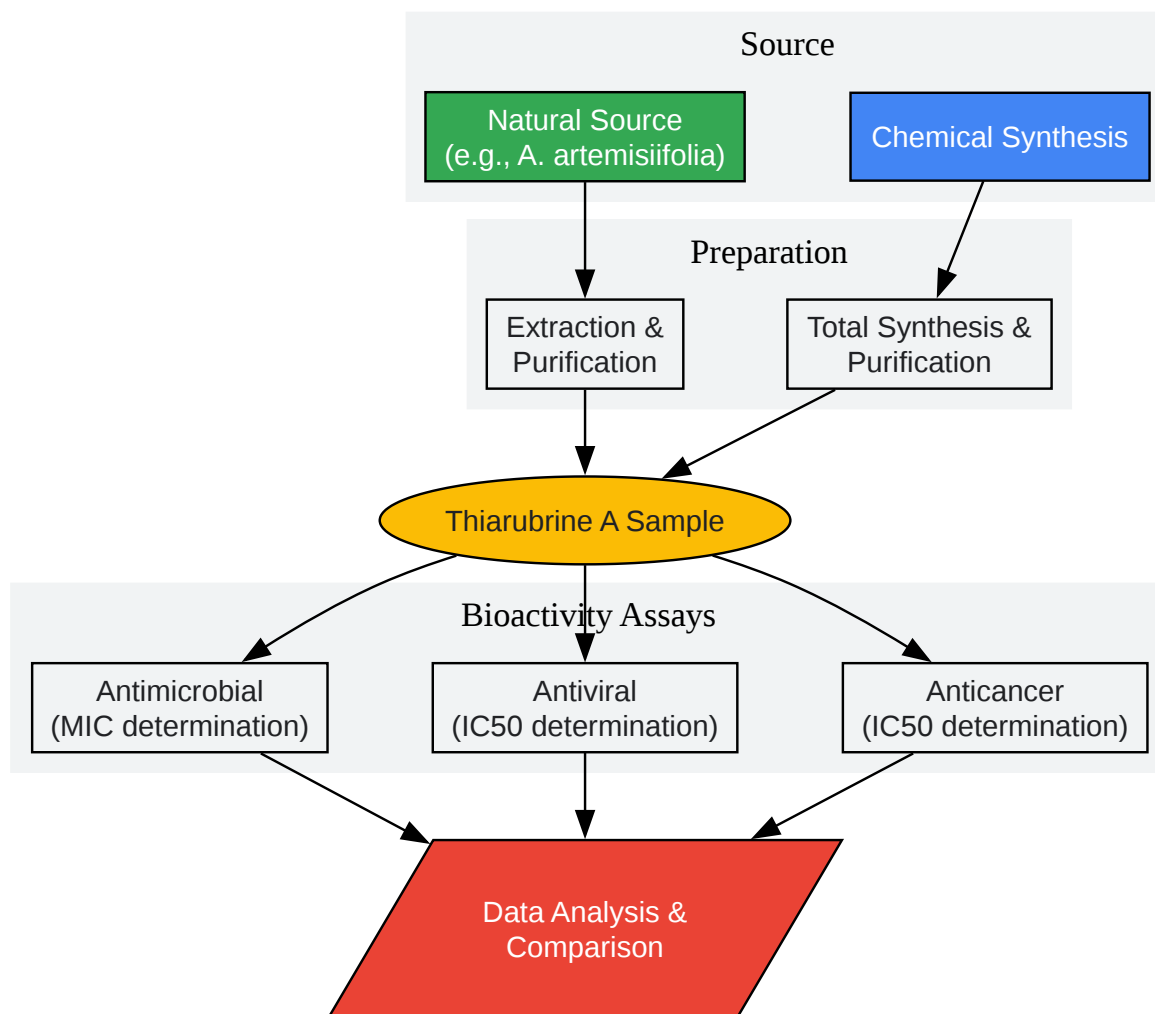 Source
Natural Source
(e.g., A. artemisiifolia)
Chemical Synthesis
Preparation
Extraction &
Purification
Total Synthesis &
Purification
Thiarubrine A Sample
Bioactivity Assays
Antimicrobial
(MIC determination)
Antiviral
(IC50 determination)
Anticancer
(IC50 determination)
Data Analysis &
Comparison